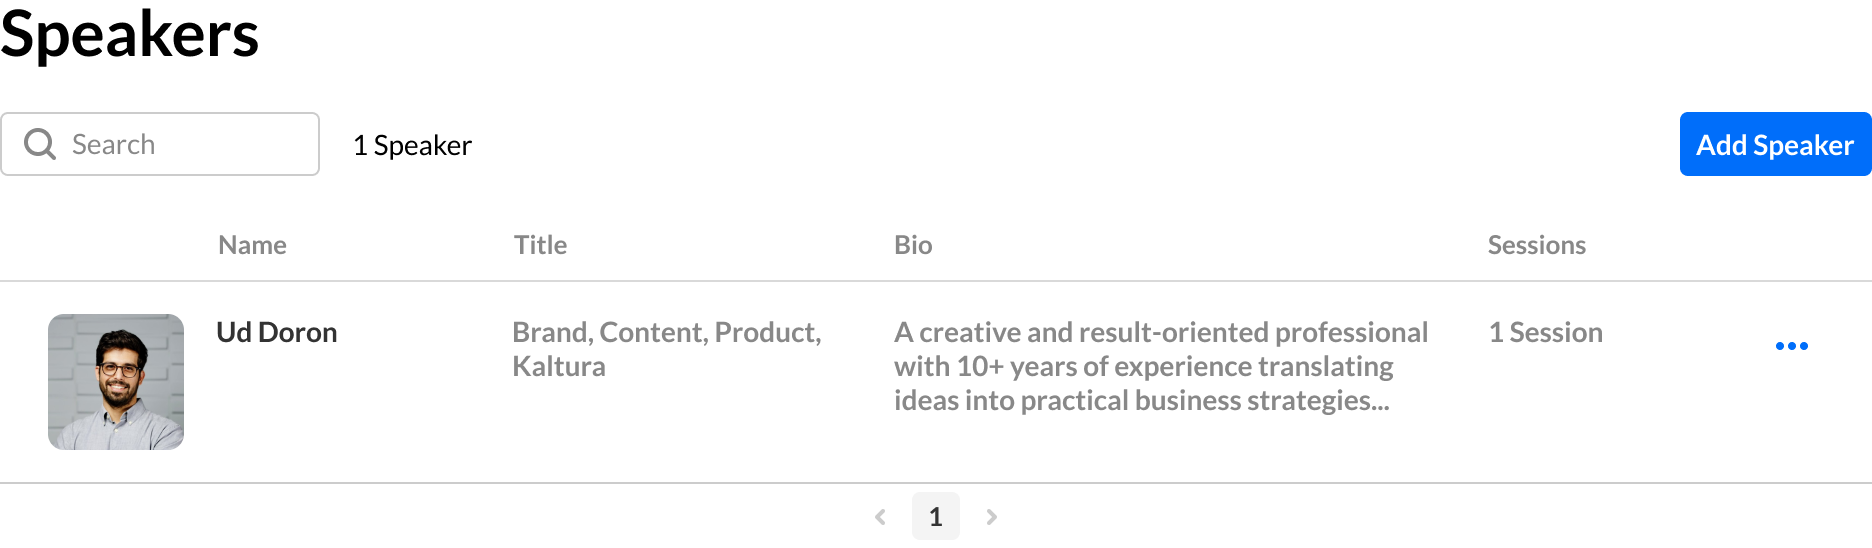 Speakers
Search
1 Speaker
Add Speaker
Name Title Bio Sessions
Ud Doron
Brand, Content, Product,
Kaltura
A creative and result-oriented professional
with 10+ years of experience translating
ideas into practical business strategies...
1 Session
1